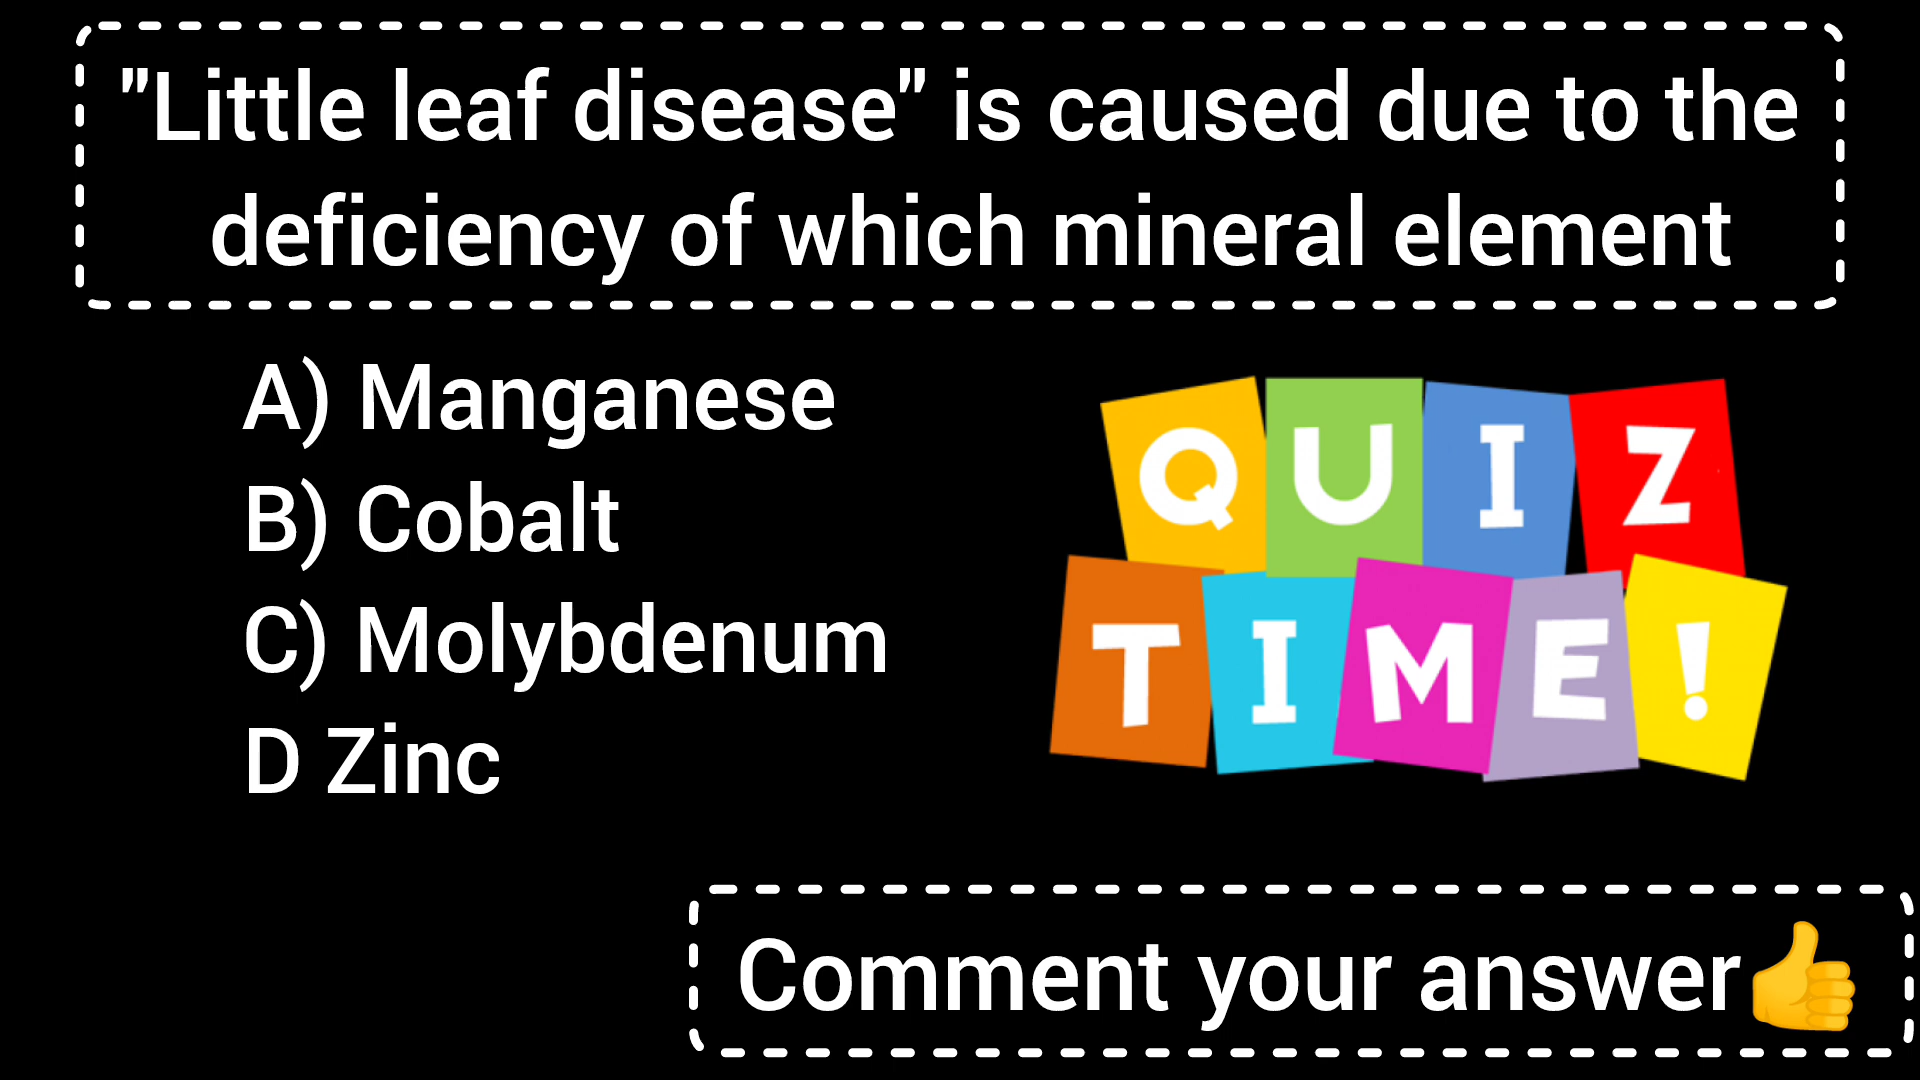 "Little leaf disease" is caused due to the
deficiency of which mineral element
A) Manganese
B) Cobalt
C) Molybdenum
D Zinc
QUIZ
TIME!
Comment your answer👍